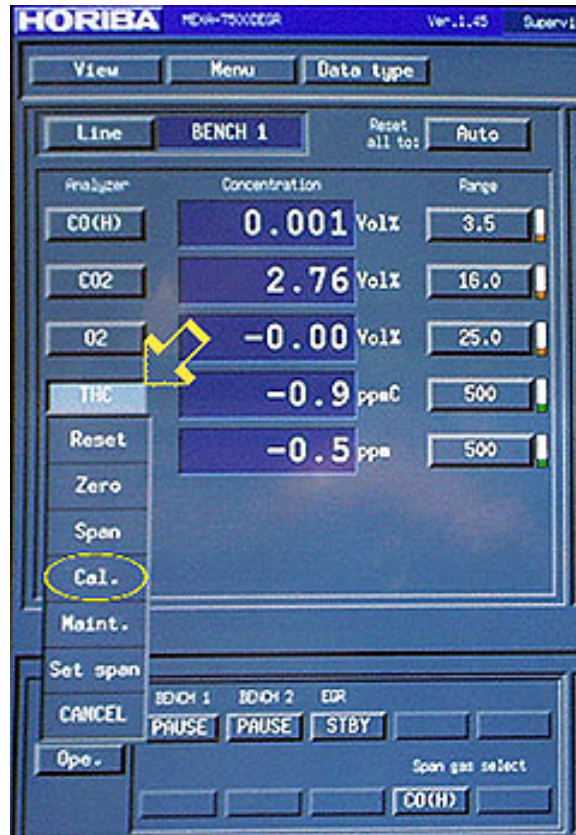 HORIBA MEXA-7500DEGR Ver.1.45 Supervi
View Menu Data type
Line BENCH 1 Reset all to: Auto
Analyzer Concentration Range
CO(H) 0.001 Vol% 3.5
CO2 2.76 Vol% 16.0
O2 -0.00 Vol% 25.0
THC -0.9 ppmC 500
-0.5 ppm 500
Reset
Zero
Span
Cal.
Maint.
Set span
CANCEL
BENCH 1 BENCH 2 EGR
PAUSE PAUSE STBY
Ope.
Span gas select
CO(H)